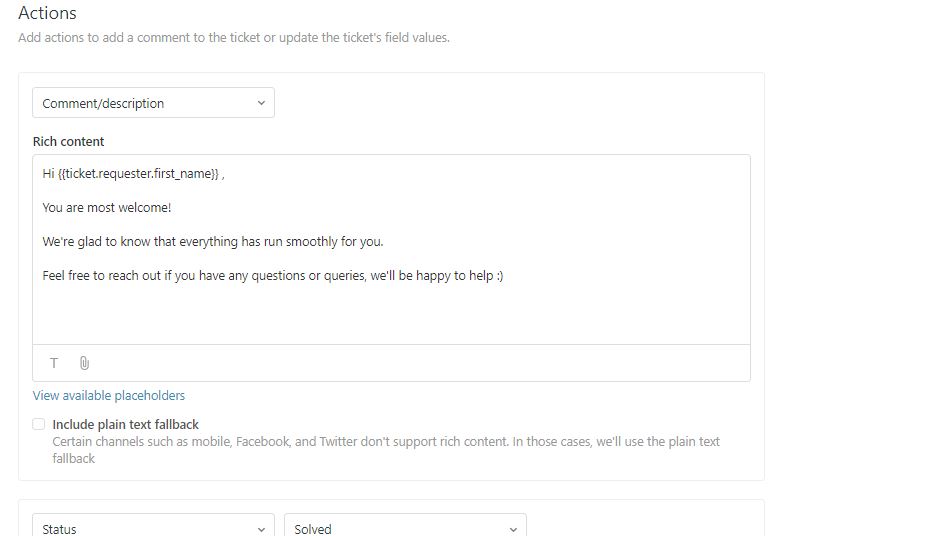 Actions
Add actions to add a comment to the ticket or update the ticket's field values.
Comment/description
Rich content
Hi {{ticket.requester.first_name}} ,
You are most welcome!
We're glad to know that everything has run smoothly for you.
Feel free to reach out if you have any questions or queries, we'll be happy to help :)
T
View available placeholders
Include plain text fallback
Certain channels such as mobile, Facebook, and Twitter don't support rich content. In those cases, we'll use the plain text
fallback
Status Solved